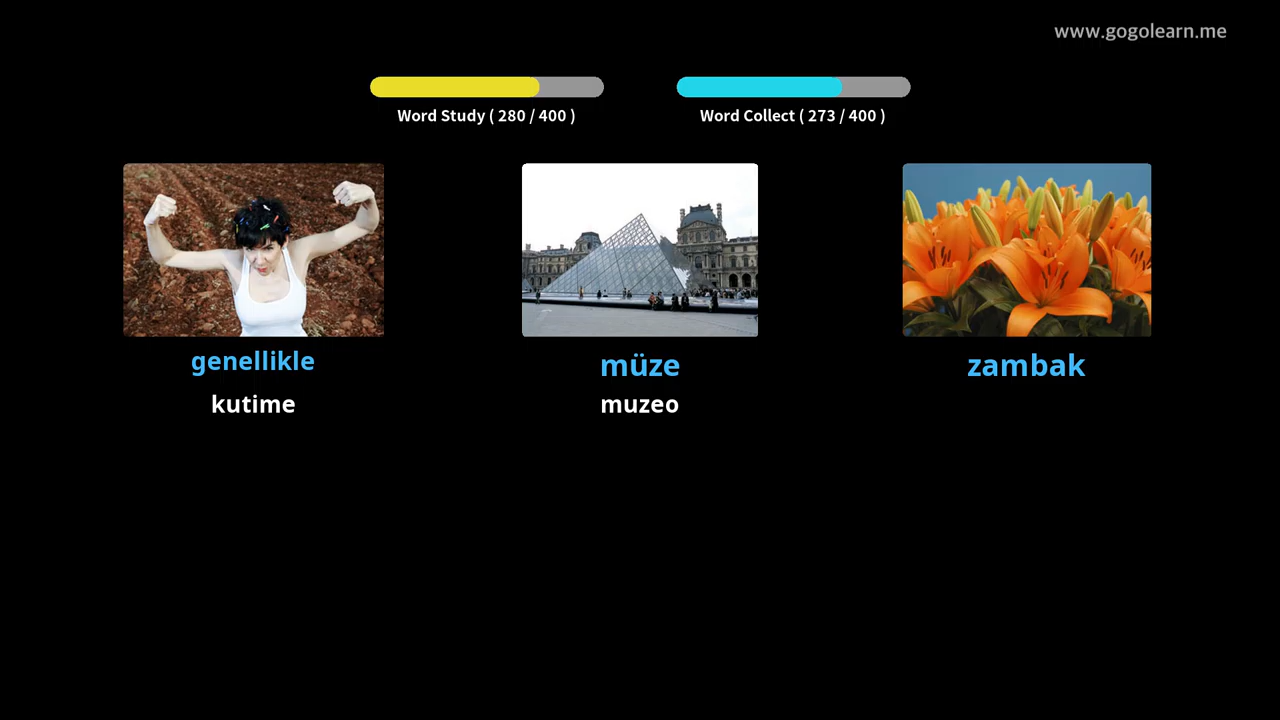 www.gogolearn.me
Word Study ( 280 / 400 )
Word Collect ( 273 / 400 )
genellikle
müze
zambak
kutime
muzeo